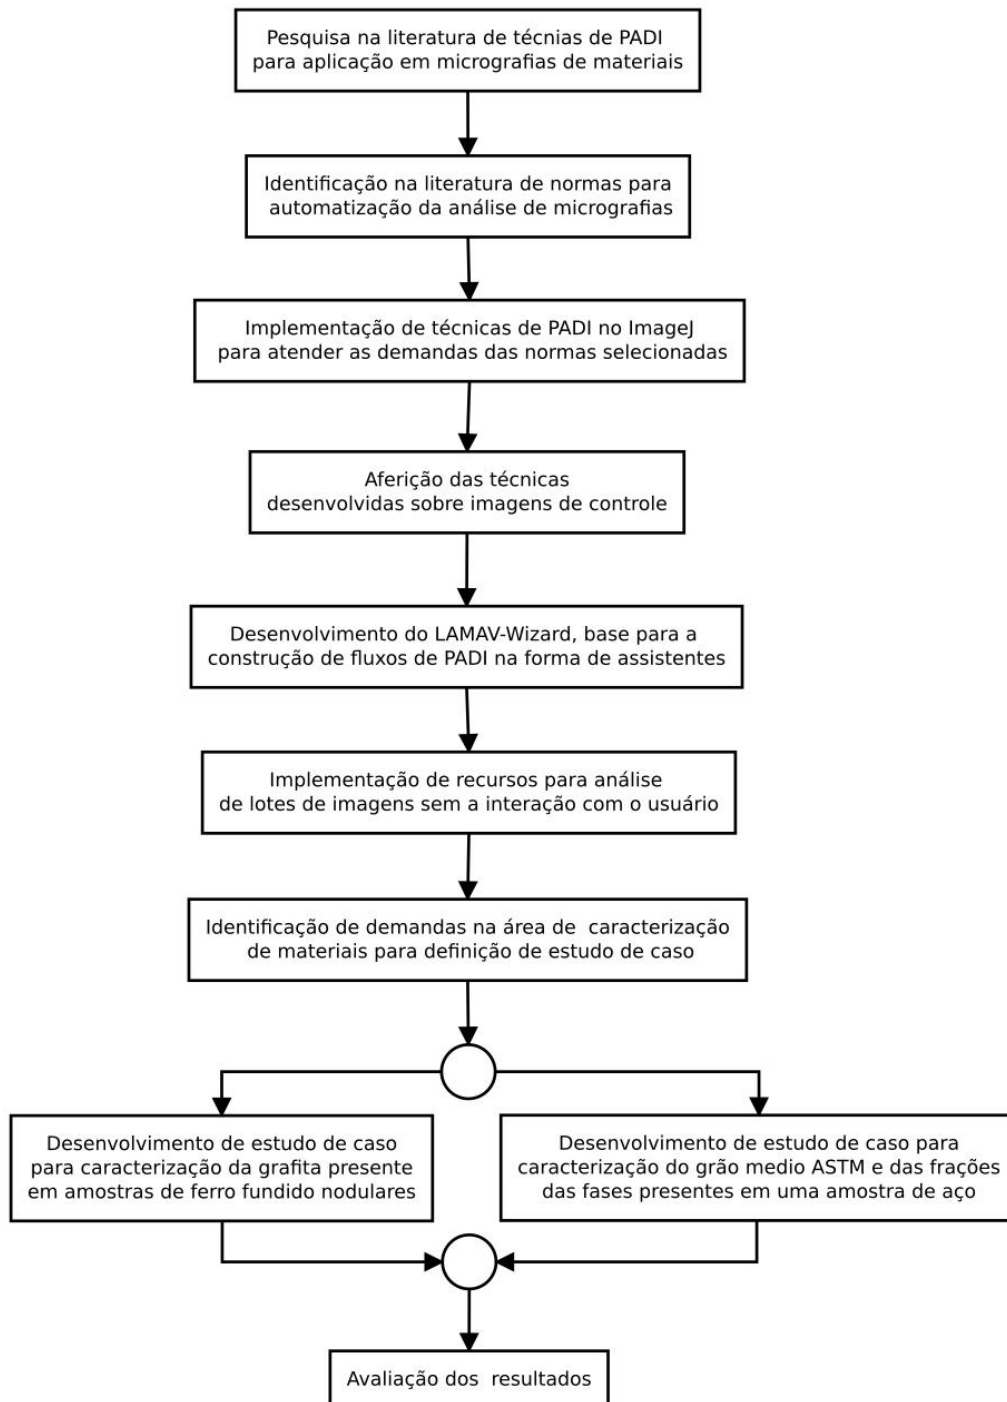 Pesquisa na literatura de técnias de PADI
para aplicação em micrografias de materiais
Identificação na literatura de normas para
automatização da análise de micrografias
Implementação de técnicas de PADI no ImageJ
para atender as demandas das normas selecionadas
Aferição das técnicas
desenvolvidas sobre imagens de controle
Desenvolvimento do LAMAV-Wizard, base para a
construção de fluxos de PADI na forma de assistentes
Implementação de recursos para análise
de lotes de imagens sem a interação com o usuário
Identificação de demandas na área de  caracterização
de materiais para definição de estudo de caso
Desenvolvimento de estudo de caso
para caracterização da grafita presente
em amostras de ferro fundido nodulares
Desenvolvimento de estudo de caso para
caracterização do grão medio ASTM e das frações
das fases presentes em uma amostra de aço
Avaliação dos  resultados